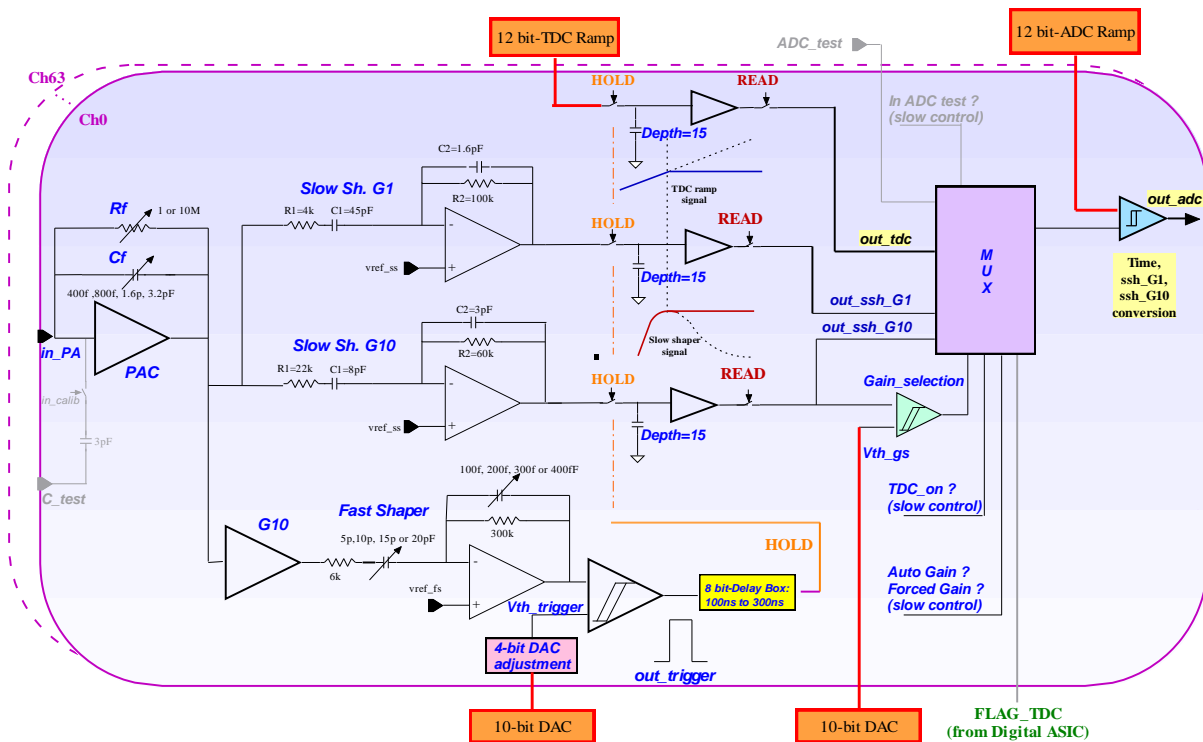 12 bit-TDC Ramp
12 bit-ADC Ramp
ADC_test
Ch63
Ch0
HOLD
READ
In ADC test ?
(slow control)
Depth=15
C2=1.6pF
R2=100k
Slow Sh. G1
R1=4k
C1=45pF
vref_ss
TDC ramp
signal
Rf
1 or 10M
Cf
400f ,800f, 1.6p, 3.2pF
HOLD
READ
Depth=15
out_tdc
out_ssh_G1
out_ssh_G10
M
U
X
out_adc
Time,
ssh_G1,
ssh_G10
conversion
in_PA
PAC
in_calib
3pF
C_test
C2=3pF
R2=60k
Slow Sh. G10
R1=22k
C1=8pF
vref_ss
Slow shaper
signal
HOLD
READ
Depth=15
Gain_selection
Vth_gs
TDC_on ?
(slow control)
100f, 200f, 300f or 400fF
300k
Fast Shaper
G10
5p,10p, 15p or 20pF
6k
vref_fs
Vth_trigger
HOLD
8 bit-Delay Box:
100ns to 300ns
Auto Gain ?
Forced Gain ?
(slow control)
4-bit DAC
adjustment
out_trigger
10-bit DAC
10-bit DAC
FLAG_TDC
(from Digital ASIC)